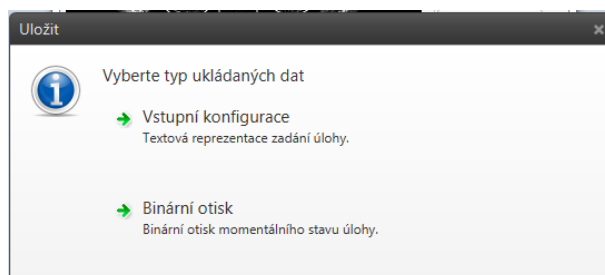 Uložit
Vyberte typ ukládaných dat
Vstupní konfigurace
Textová reprezentace zadání úlohy.
Binární otisk
Binární otisk momentálního stavu úlohy.